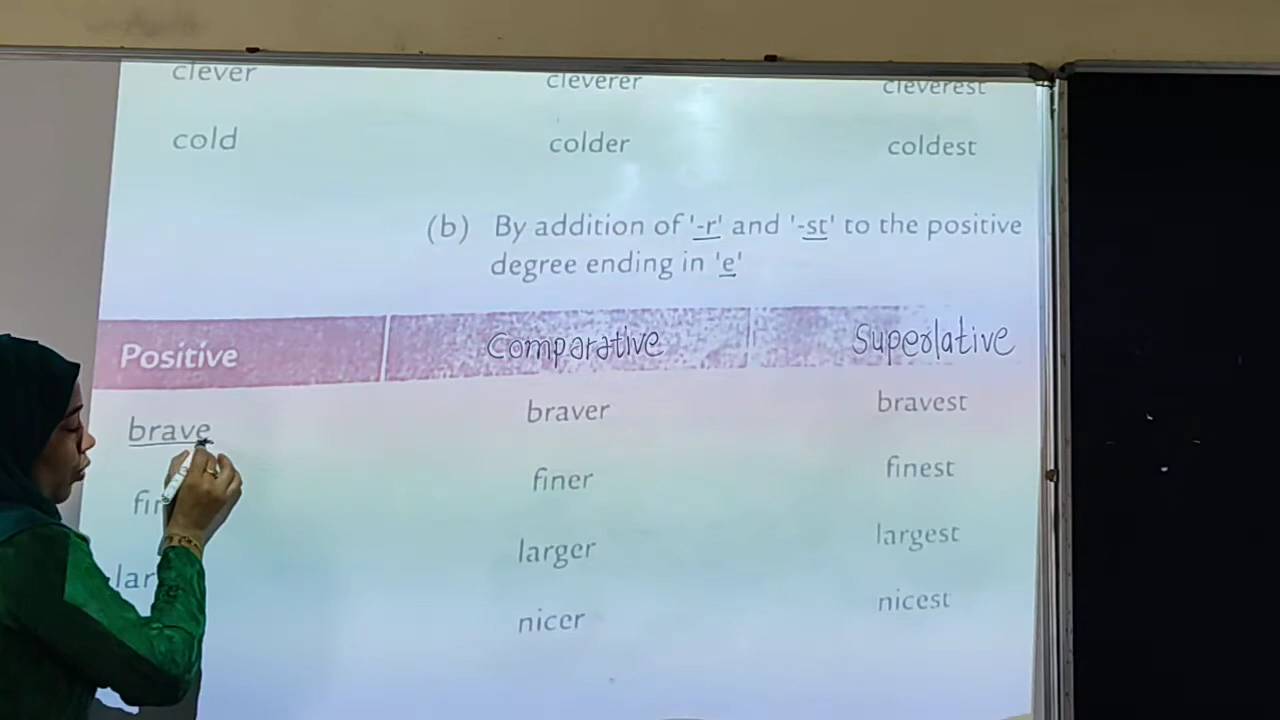 clever cleverer cleverest
cold colder coldest
(b) By addition of '-r' and '-st' to the positive
degree ending in 'e'
Positive Comparative Superlative
brave braver bravest
finer finest
larger largest
nicer nicest